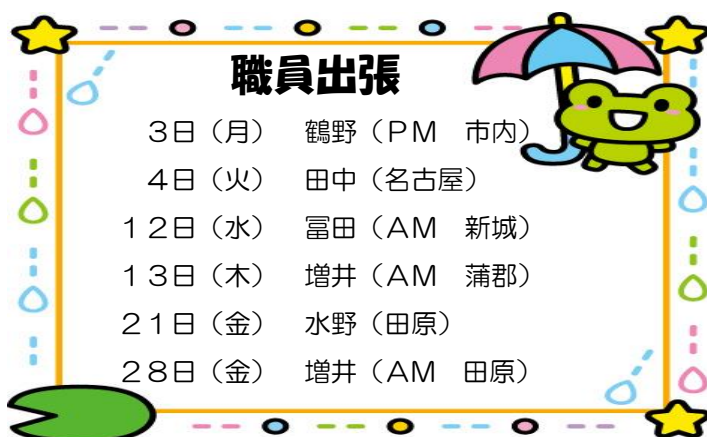 職員出張
3日（月）　鶴野（PM　市内）
4日（火）　田中（名古屋）
12日（水）　冨田（AM　新城）
13日（木）　増井（AM　蒲郡）
21日（金）　水野（田原）
28日（金）　増井（AM　田原）